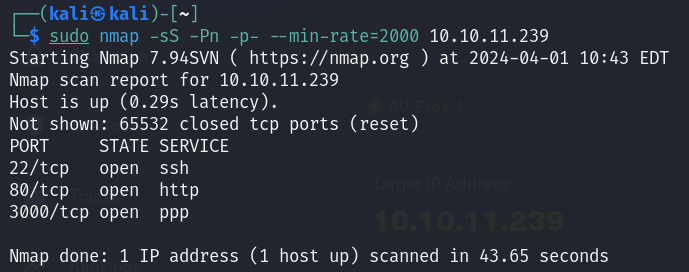 ┌──(kali㉿kali)-[~]
└─$ sudo nmap -sS -Pn -p- --min-rate=2000 10.10.11.239
Starting Nmap 7.94SVN ( https://nmap.org ) at 2024-04-01 10:43 EDT
Nmap scan report for 10.10.11.239
Host is up (0.29s latency).
AU Free 1
Not shown: 65532 closed tcp ports (reset)
PORT     STATE SERVICE
22/tcp   open  ssh
80/tcp   open  http
Target IP Address
3000/tcp open  ppp
10.10.11.239
Nmap done: 1 IP address (1 host up) scanned in 43.65 seconds